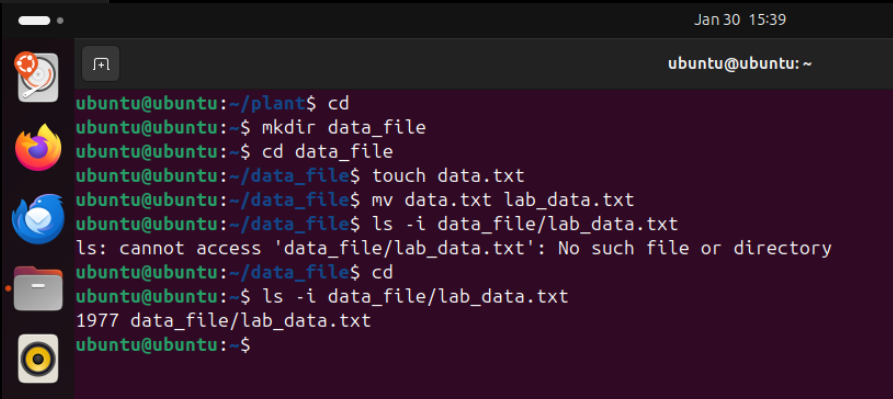 Jan 30 15:39
ubuntu@ubuntu: ~
ubuntu@ubuntu:~/plant$ cd
ubuntu@ubuntu:~$ mkdir data_file
ubuntu@ubuntu:~$ cd data_file
ubuntu@ubuntu:~/data_file$ touch data.txt
ubuntu@ubuntu:~/data_file$ mv data.txt lab_data.txt
ubuntu@ubuntu:~/data_file$ ls -i data_file/lab_data.txt
ls: cannot access 'data_file/lab_data.txt': No such file or directory
ubuntu@ubuntu:~/data_file$ cd
ubuntu@ubuntu:~$ ls -i data_file/lab_data.txt
1977 data_file/lab_data.txt
ubuntu@ubuntu:~$